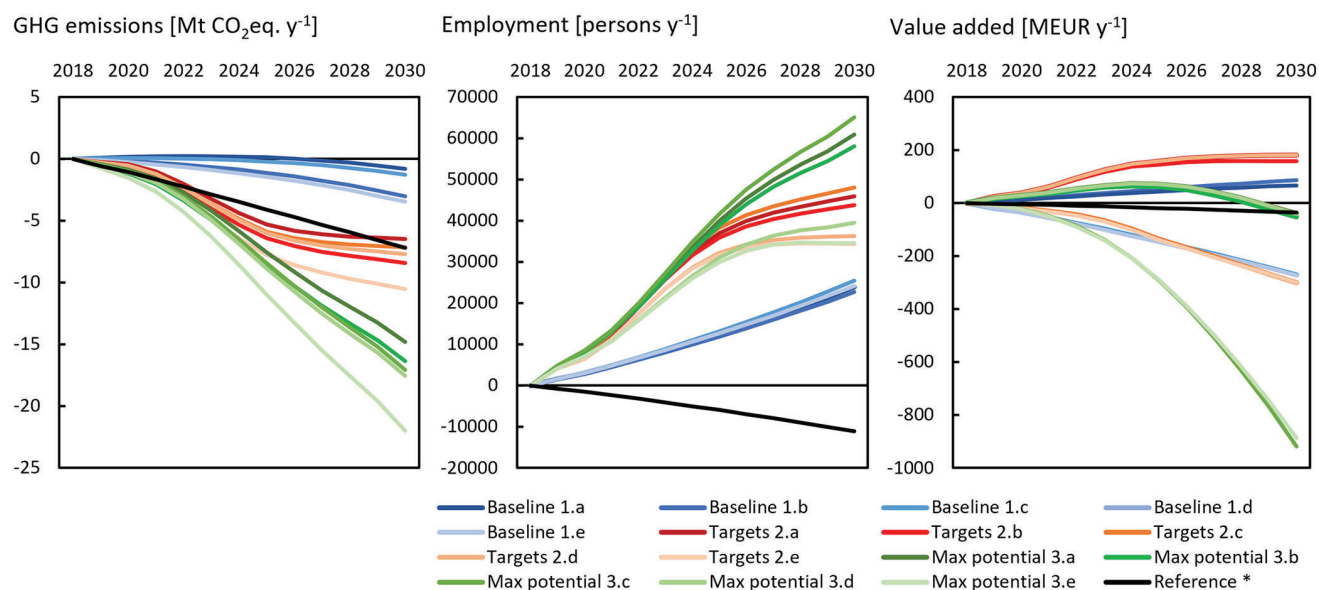 GHG emissions [Mt CO₂eq. y⁻¹]
2018 2020 2022 2024 2026 2028 2030
5
0
-5
-10
-15
-20
-25
Employment [persons y⁻¹]
2018 2020 2022 2024 2026 2028 2030
70000
60000
50000
40000
30000
20000
10000
0
-10000
-20000
Value added [MEUR y⁻¹]
2018 2020 2022 2024 2026 2028 2030
400
200
0
-200
-400
-600
-800
-1000
Baseline 1.a Baseline 1.b Baseline 1.c Baseline 1.d
Baseline 1.e Targets 2.a Targets 2.b Targets 2.c
Targets 2.d Targets 2.e Max potential 3.a Max potential 3.b
Max potential 3.c Max potential 3.d Max potential 3.e Reference *